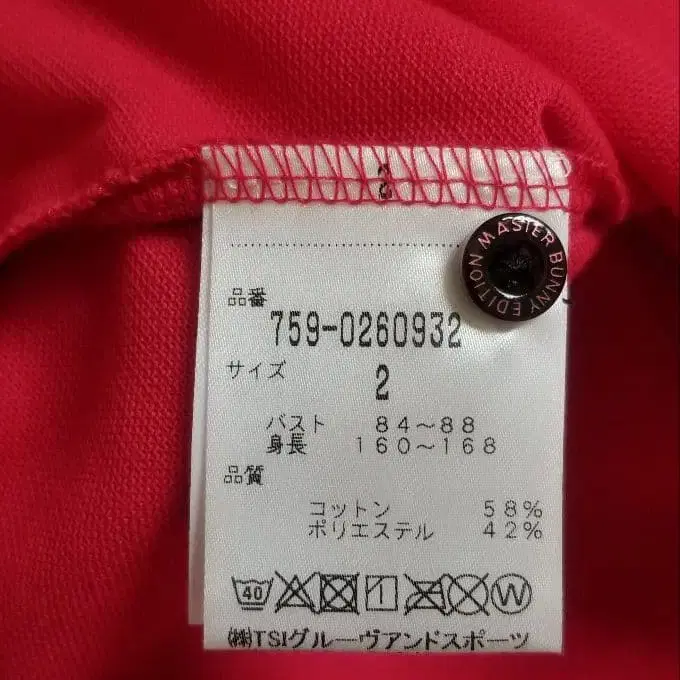 MASTER BUNNY EDITION
品番
759-0260932
サイズ
2
バスト 84～88
身長 160～168
品質
コットン 58%
ポリエステル 42%
40
W
㈱TSIグルーヴアンドスポーツ